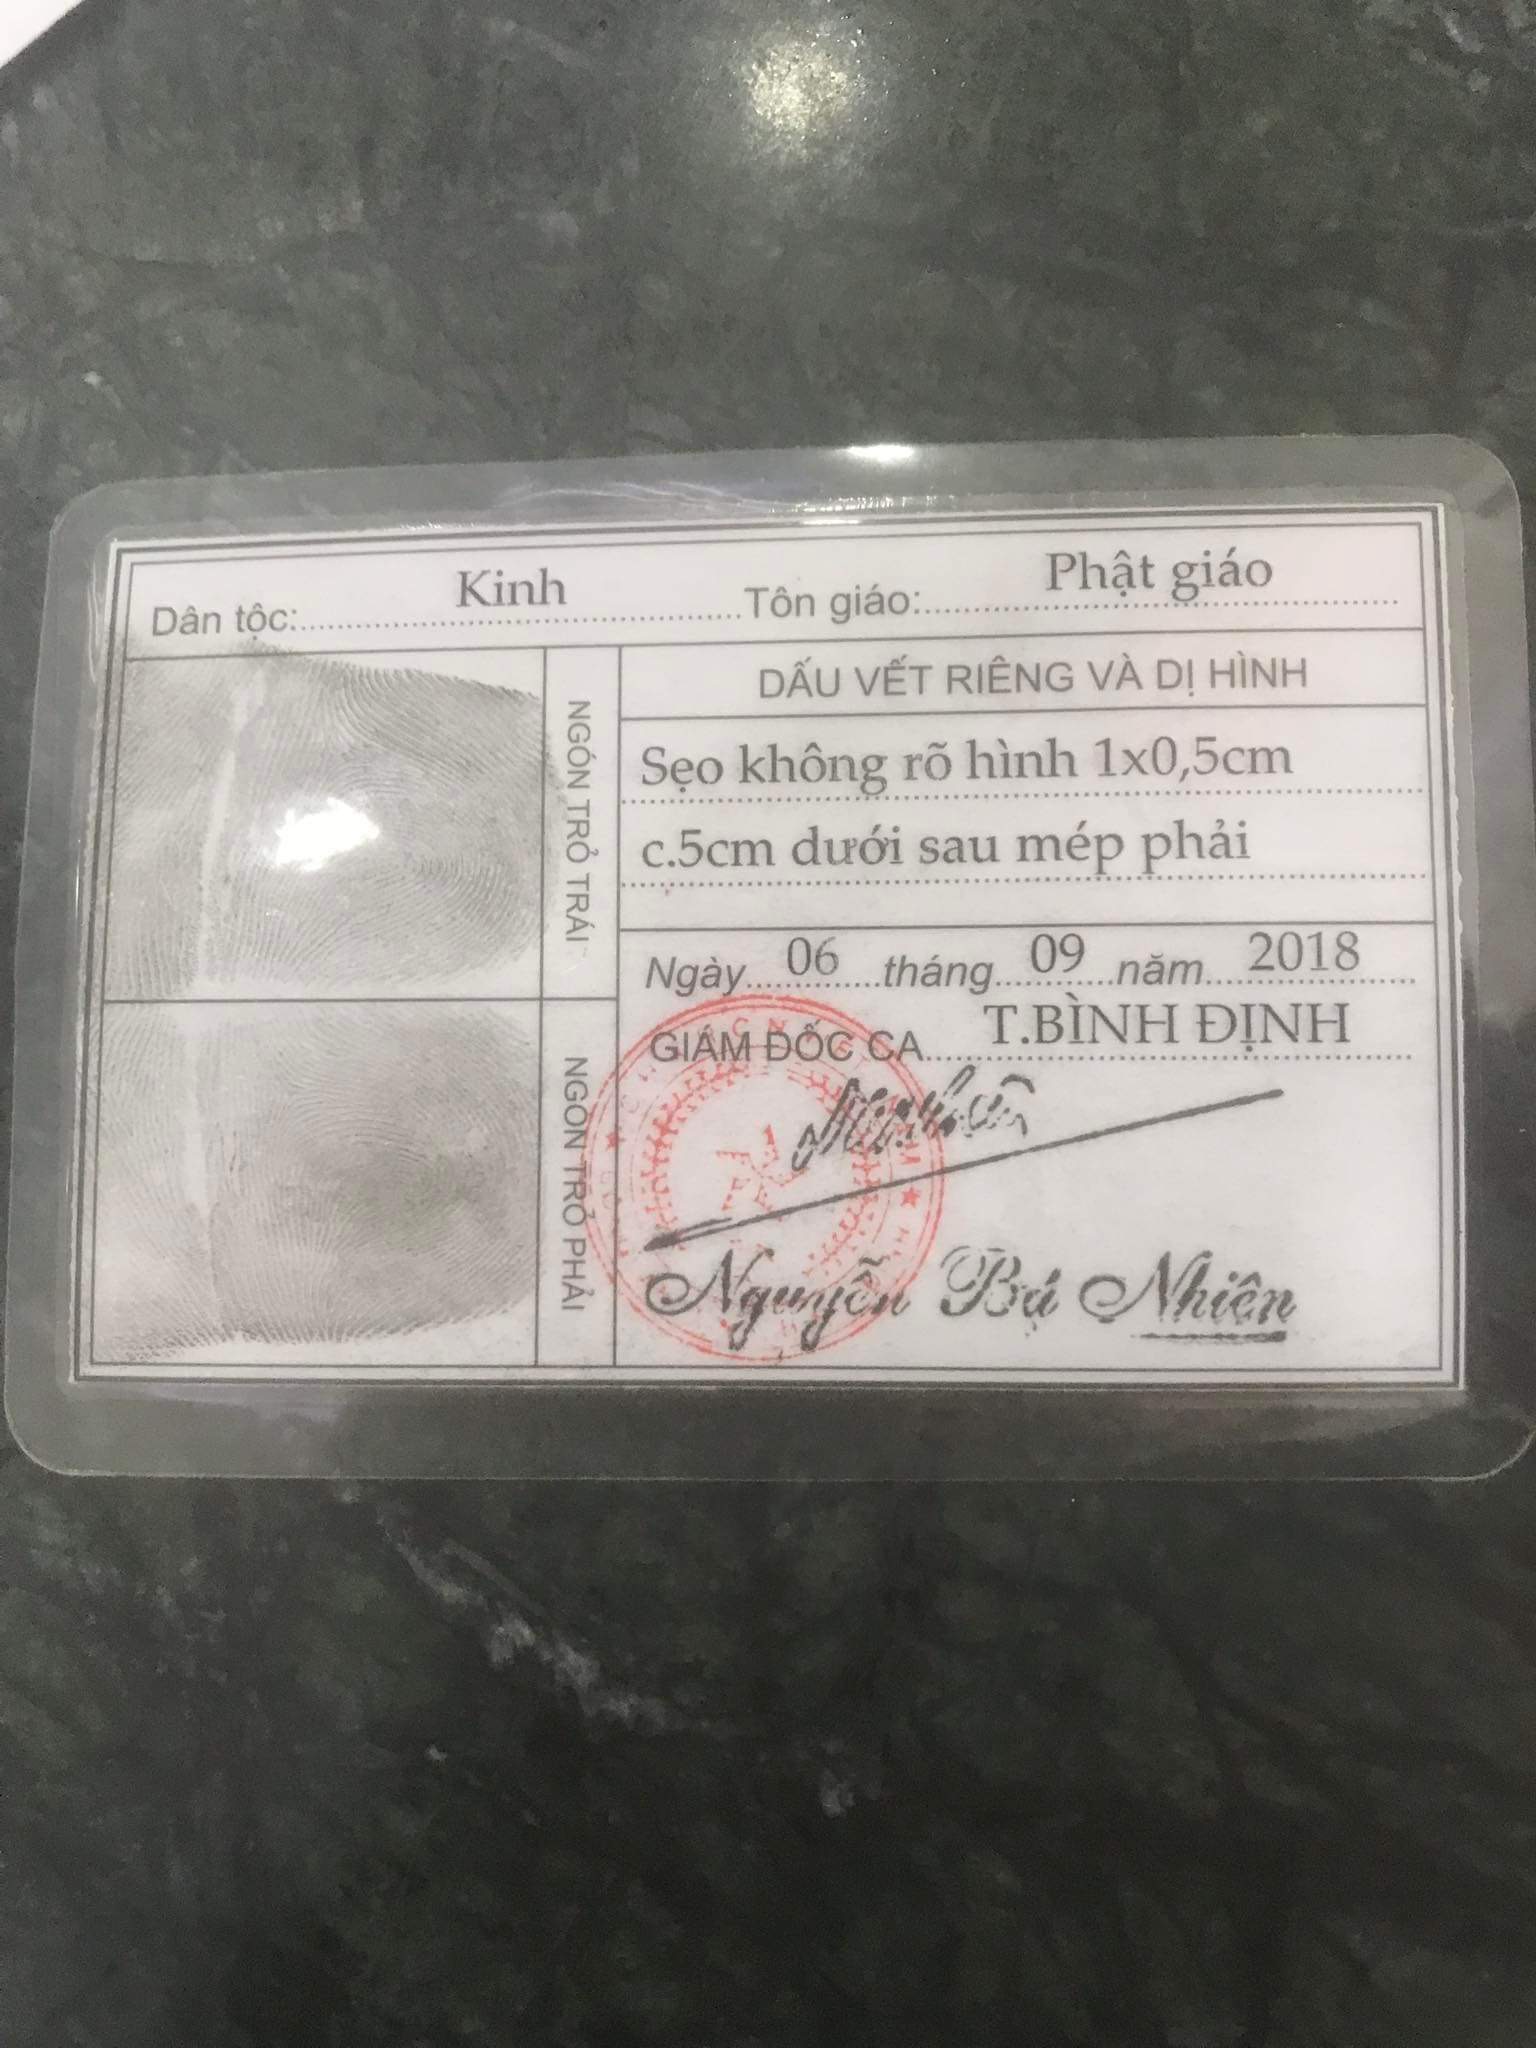 Dân tộc: Kinh Tôn giáo: Phật giáo
NGÓN TRỎ TRÁI
NGÓN TRỎ PHẢI
DẤU VẾT RIÊNG VÀ DỊ HÌNH
Sẹo không rõ hình 1x0,5cm
c.5cm dưới sau mép phải
Ngày 06 tháng 09 năm 2018
GIÁM ĐỐC CA T.BÌNH ĐỊNH
Nguyễn Bá Nhiên